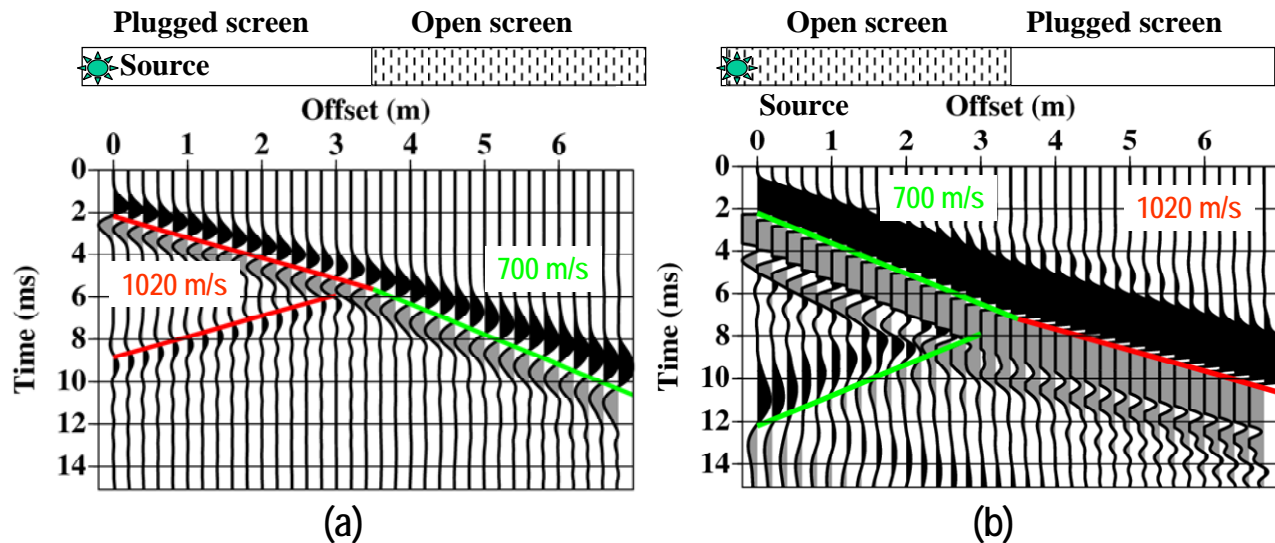 Plugged screen Open screen
Source
Offset (m)
0 1 2 3 4 5 6
Time (ms)
0
2
4
6
8
10
12
14
1020 m/s
700 m/s
(a)
Open screen Plugged screen
Source Offset (m)
0 1 2 3 4 5 6
Time (ms)
0
2
4
6
8
10
12
14
700 m/s
1020 m/s
(b)